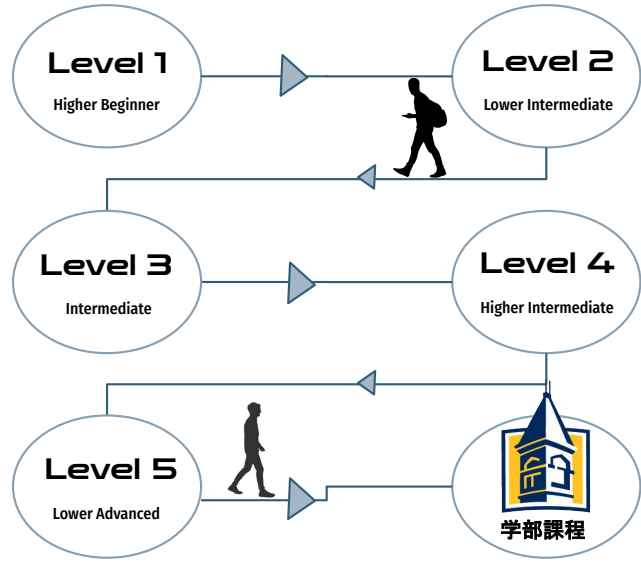 Level 1
Higher Beginner
Level 2
Lower Intermediate
Level 3
Intermediate
Level 4
Higher Intermediate
Level 5
Lower Advanced
学部課程